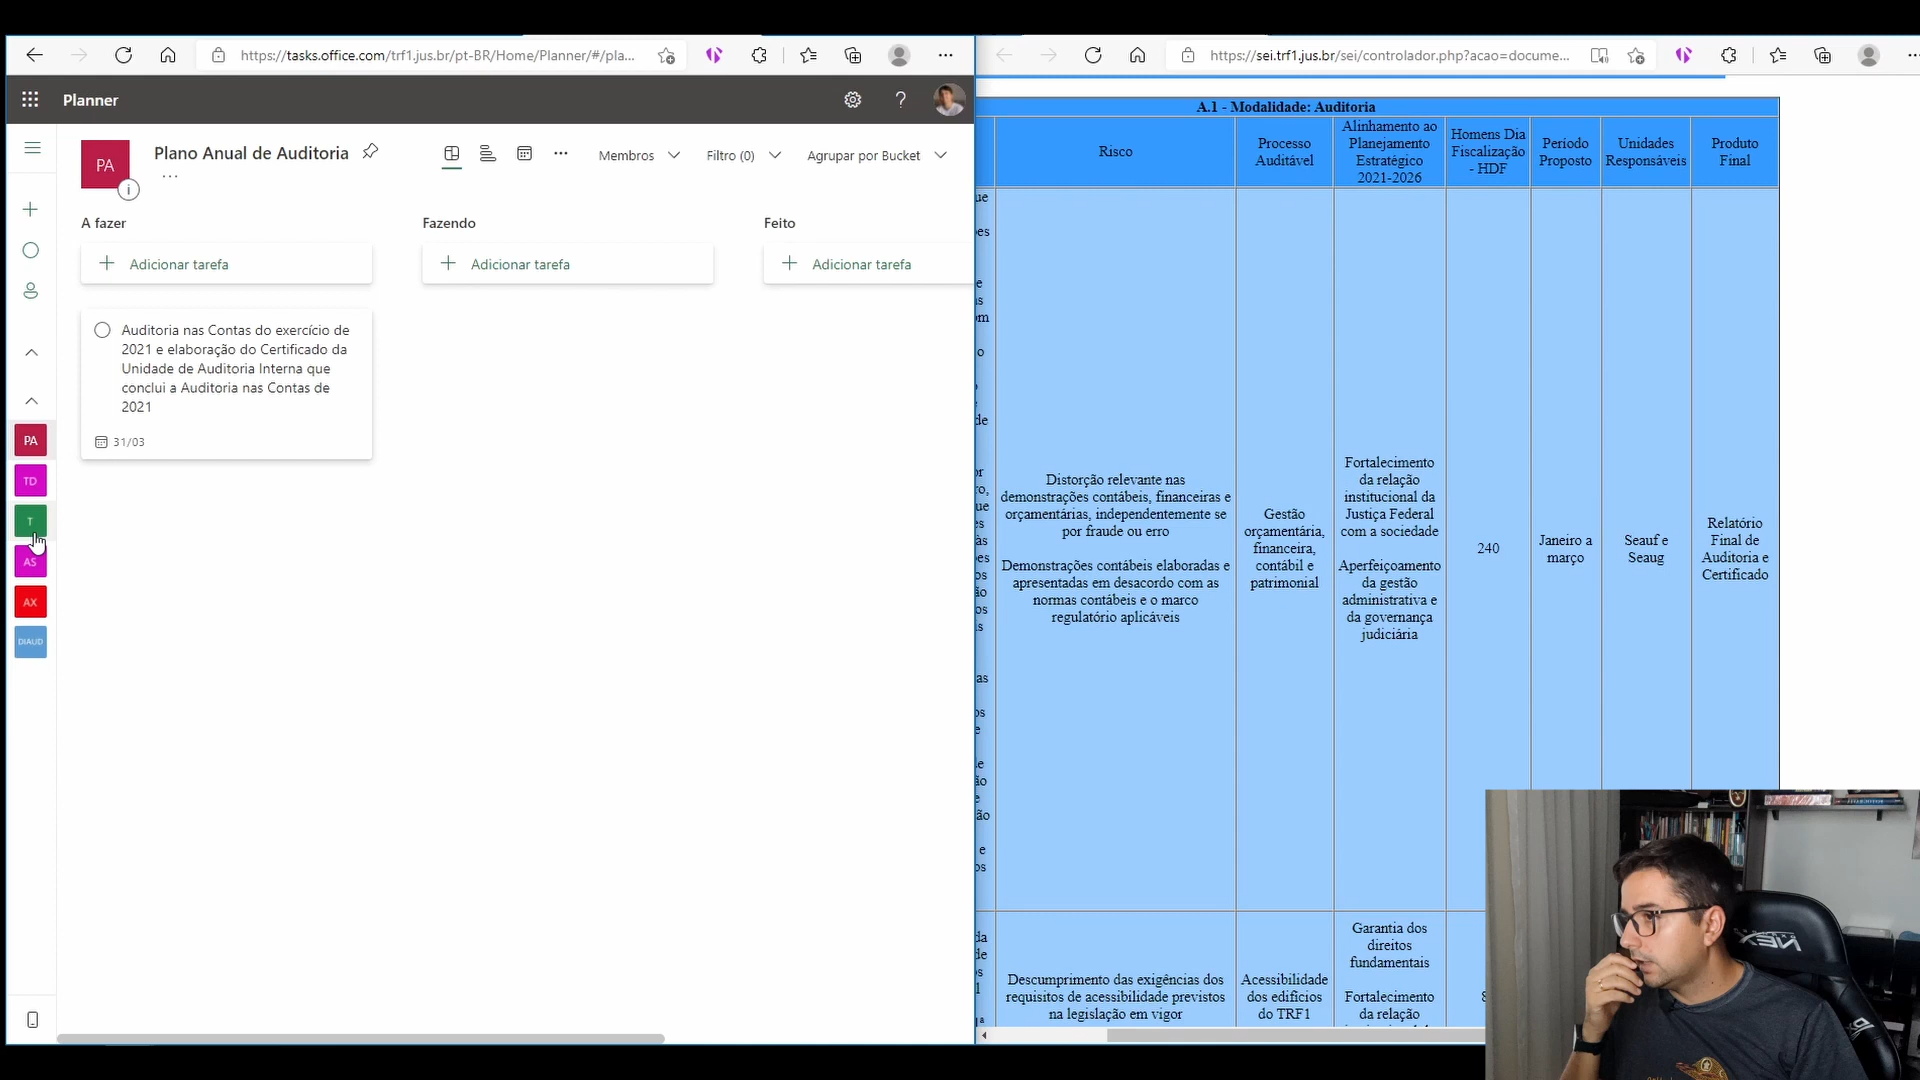 https://tasks.office.com/trf1.jus.br/pt-BR/Home/Planner/#/pla...
Planner
PA
Plano Anual de Auditoria
...
Membros
Filtro (0)
Agrupar por Bucket
A fazer
Fazendo
Feito
Adicionar tarefa
Adicionar tarefa
Adicionar tarefa
Auditoria nas Contas do exercício de
2021 e elaboração do Certificado da
Unidade de Auditoria Interna que
conclui a Auditoria nas Contas de
2021
31/03
PA
TD
T
AS
AX
DIAUD
https://sei.trf1.jus.br/sei/controlador.php?acao=docume...
A.1 - Modalidade: Auditoria
Risco
Processo
Auditável
Alinhamento ao
Planejamento
Estratégico
2021-2026
Homens Dia
Fiscalização
- HDF
Período
Proposto
Unidades
Responsáveis
Produto
Final
Distorção relevante nas
demonstrações contábeis, financeiras e
orçamentárias, independentemente se
por fraude ou erro
Demonstrações contábeis elaboradas e
apresentadas em desacordo com as
normas contábeis e o marco
regulatório aplicáveis
Gestão
orçamentária,
financeira,
contábil e
patrimonial
Fortalecimento
da relação
institucional da
Justiça Federal
com a sociedade
Aperfeiçoamento
da gestão
administrativa e
da governança
judiciária
240
Janeiro a
março
Seauf e
Seaug
Relatório
Final de
Auditoria e
Certificado
Descumprimento das exigências dos
requisitos de acessibilidade previstos
na legislação em vigor
Acessibilidade
dos edifícios
do TRF1
Garantia dos
direitos
fundamentais
Fortalecimento
da relação